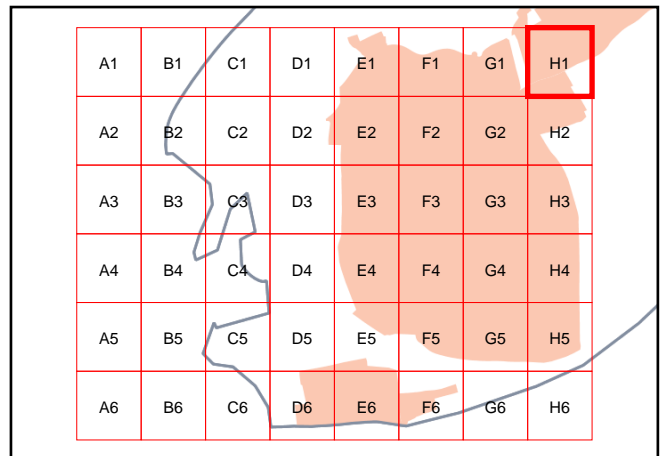 A1 B1 C1 D1 E1 F1 G1 H1
A2 B2 C2 D2 E2 F2 G2 H2
A3 B3 C3 D3 E3 F3 G3 H3
A4 B4 C4 D4 E4 F4 G4 H4
A5 B5 C5 D5 E5 F5 G5 H5
A6 B6 C6 D6 E6 F6 G6 H6